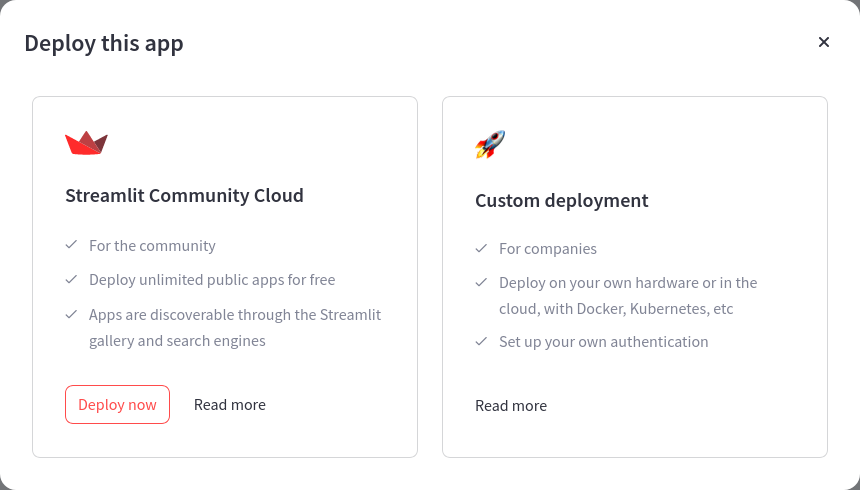 Deploy this app
Streamlit Community Cloud
For the community
Deploy unlimited public apps for free
Apps are discoverable through the Streamlit
gallery and search engines
Deploy now
Read more
Custom deployment
For companies
Deploy on your own hardware or in the
cloud, with Docker, Kubernetes, etc
Set up your own authentication
Read more